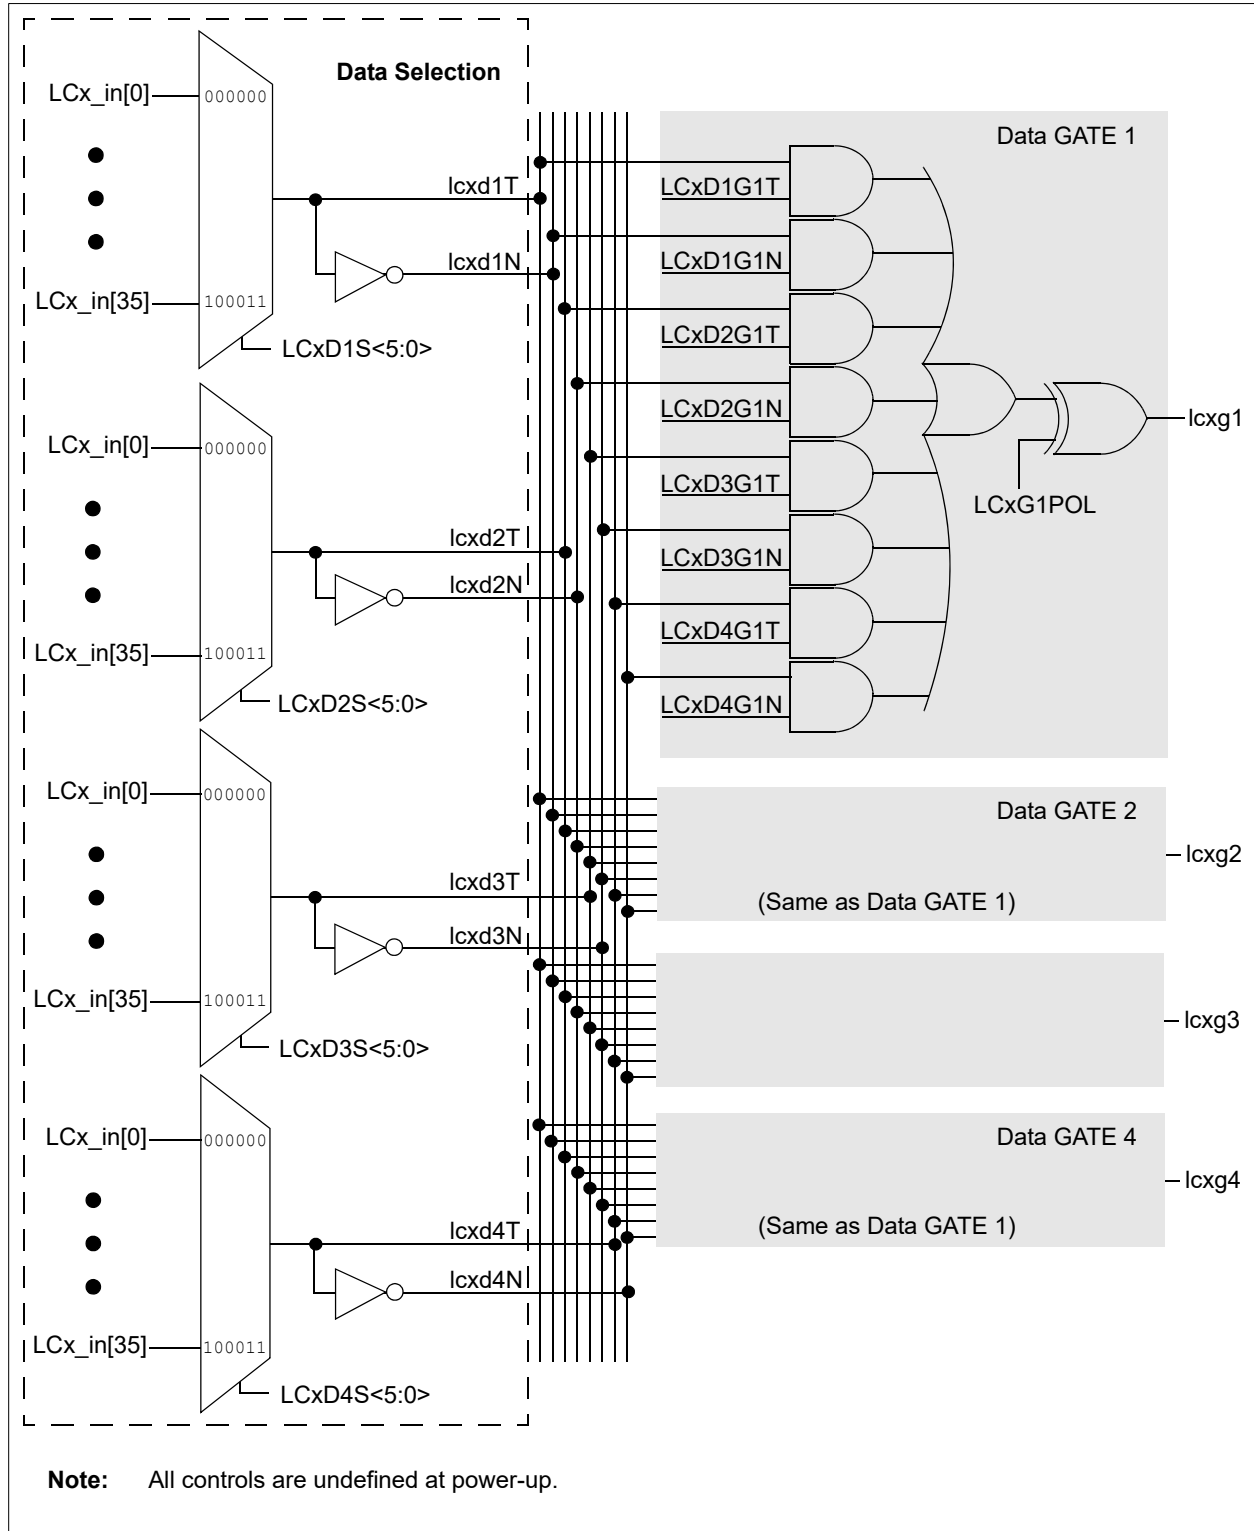 Data Selection
LCx_in[0]
000000
LCx_in[35]
100011
LCxD1S<5:0>
lcxd1T
lcxd1N
LCx_in[0]
000000
LCx_in[35]
100011
LCxD2S<5:0>
lcxd2T
lcxd2N
LCx_in[0]
000000
LCx_in[35]
100011
LCxD3S<5:0>
lcxd3T
lcxd3N
LCx_in[0]
000000
LCx_in[35]
100011
LCxD4S<5:0>
lcxd4T
lcxd4N
Data GATE 1
LCxD1G1T
LCxD1G1N
LCxD2G1T
LCxD2G1N
LCxD3G1T
LCxD3G1N
LCxD4G1T
LCxD4G1N
LCxG1POL
lcxg1
Data GATE 2
(Same as Data GATE 1)
lcxg2
lcxg3
Data GATE 4
(Same as Data GATE 1)
lcxg4
Note: All controls are undefined at power-up.